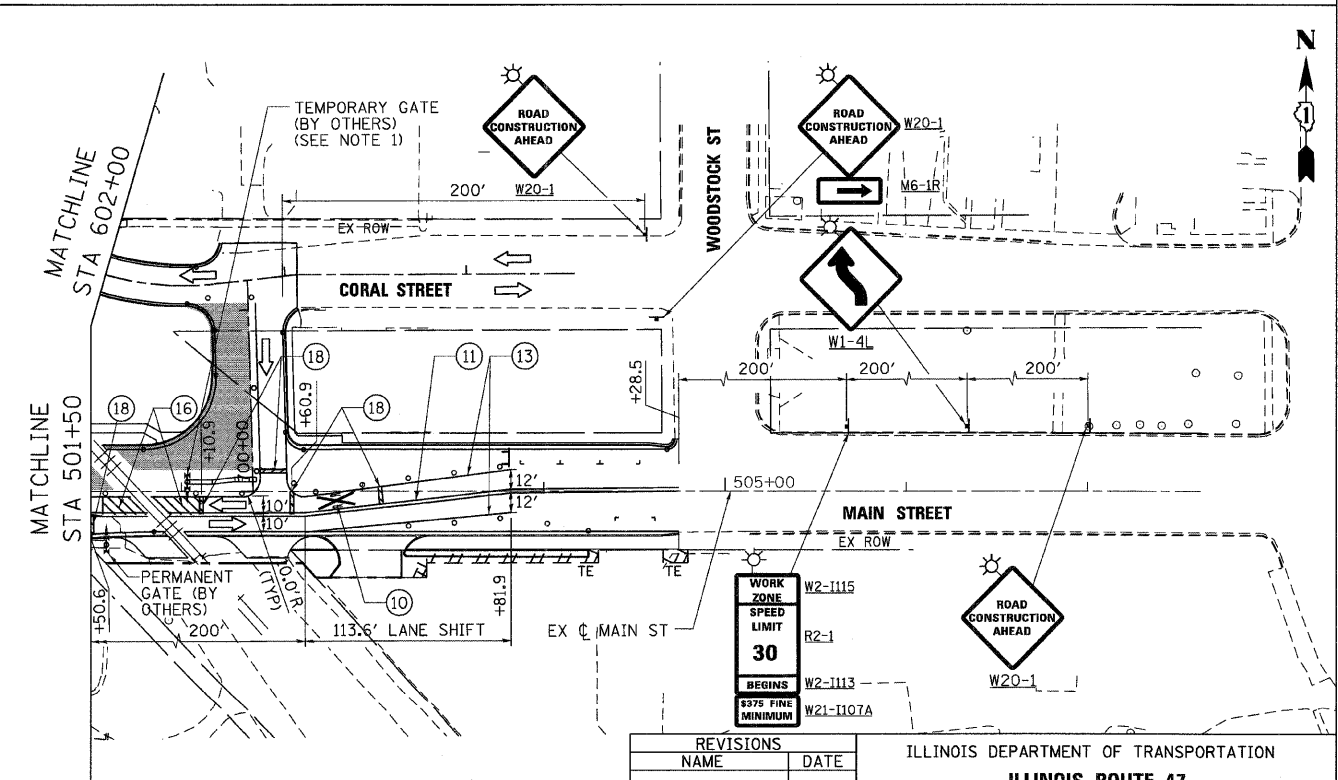 N
ROAD
CONSTRUCTION
AHEAD
W20-1
ROAD
CONSTRUCTION
AHEAD
W20-1
M6-1R
TEMPORARY GATE
(BY OTHERS)
(SEE NOTE 1)
MATCHLINE
STA 602+00
200'
WOODSTOCK ST
EX ROW
CORAL STREET
W1-4L
200'
200'
200'
18
11
13
+28.5
+60.9
18
16
18
+10.9
MATCHLINE
STA 501+50
12'
12'
505+00
10'
10'
MAIN STREET
EX ROW
PERMANENT
GATE (BY
OTHERS)
(TYP)
TE
TE
10
+50.6
+81.9
200'
113.6' LANE SHIFT
EX ℄ MAIN ST
WORK
ZONE
W2-I115
SPEED
LIMIT
30
R2-1
BEGINS
W2-I113
$375 FINE
MINIMUM
W21-I107A
ROAD
CONSTRUCTION
AHEAD
W20-1
REVISIONS
NAME
DATE
ILLINOIS DEPARTMENT OF TRANSPORTATION
ILLINOIS ROUTE 47